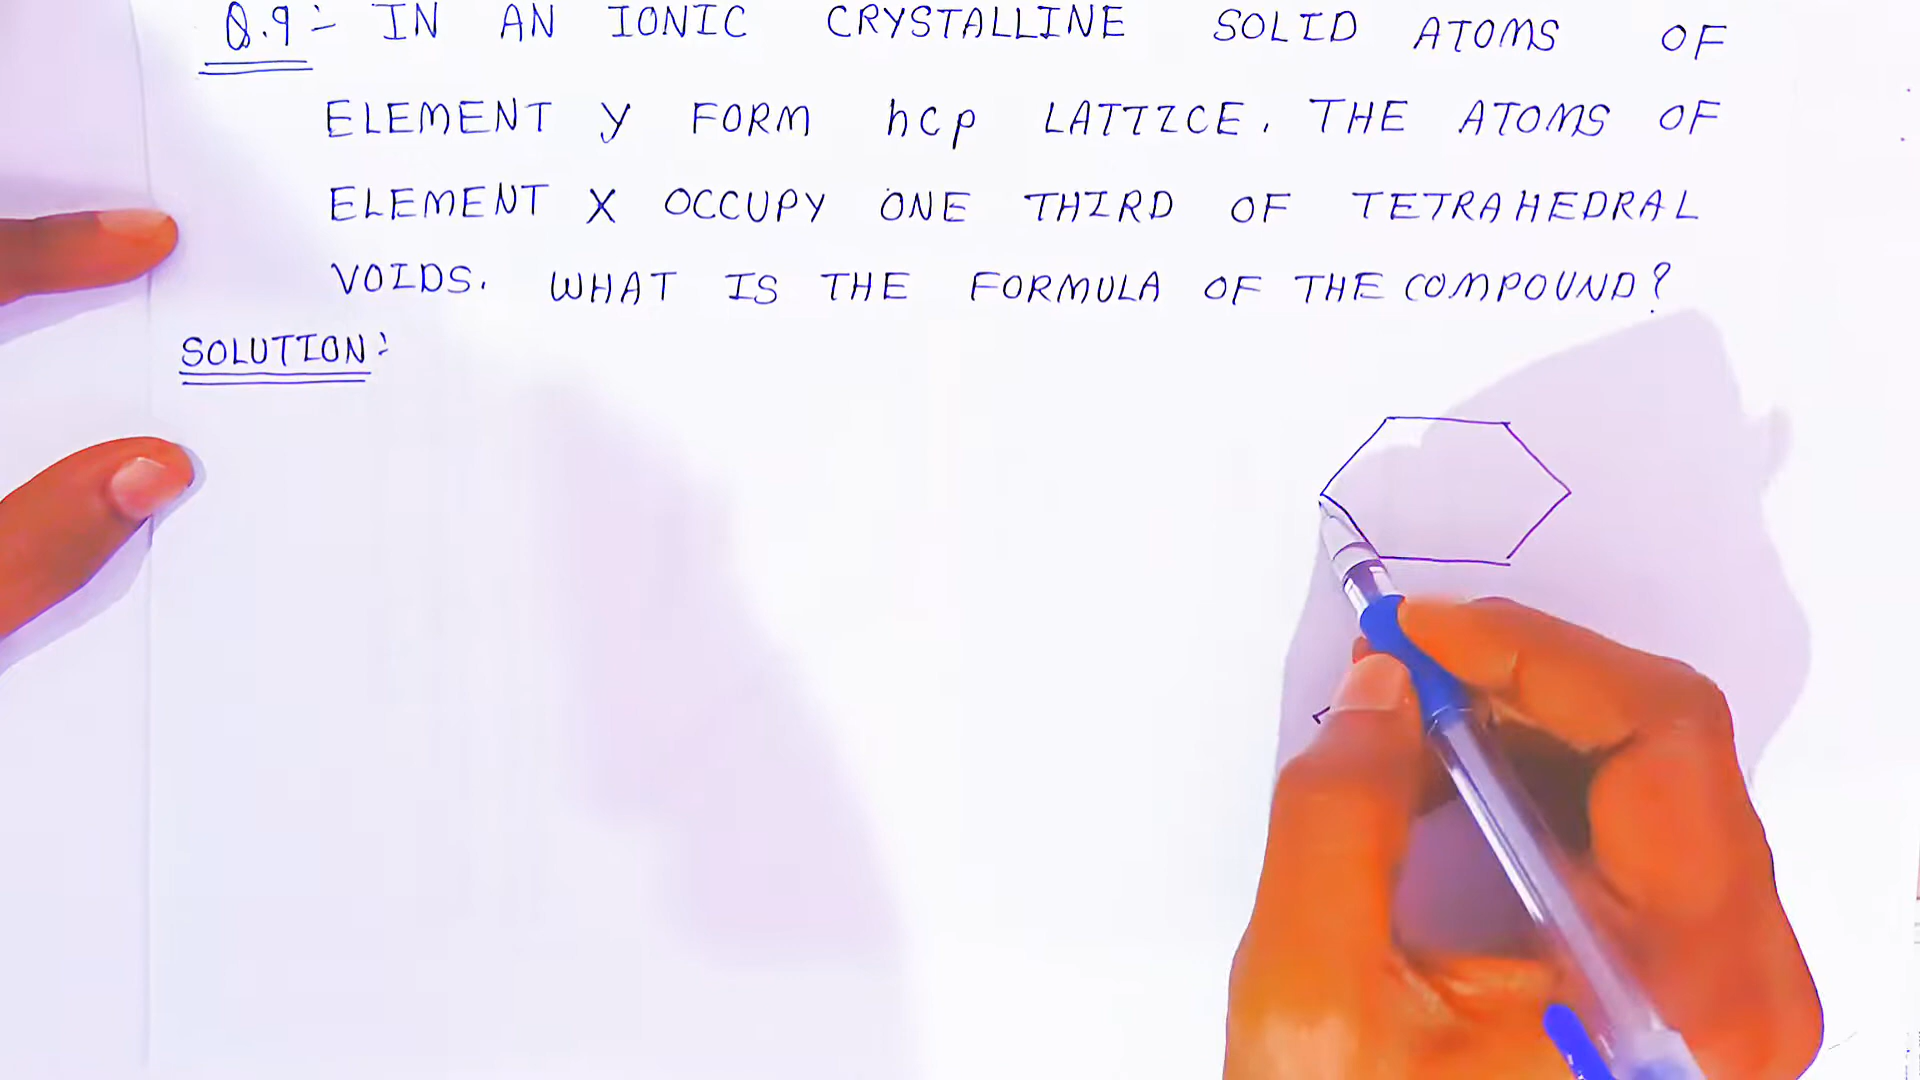 Q.9:- IN AN IONIC CRYSTALLINE SOLID ATOMS OF
ELEMENT y FORM hcp LATTICE. THE ATOMS OF
ELEMENT X OCCUPY ONE THIRD OF TETRAHEDRAL
VOIDS. WHAT IS THE FORMULA OF THE COMPOUND?
SOLUTION:-